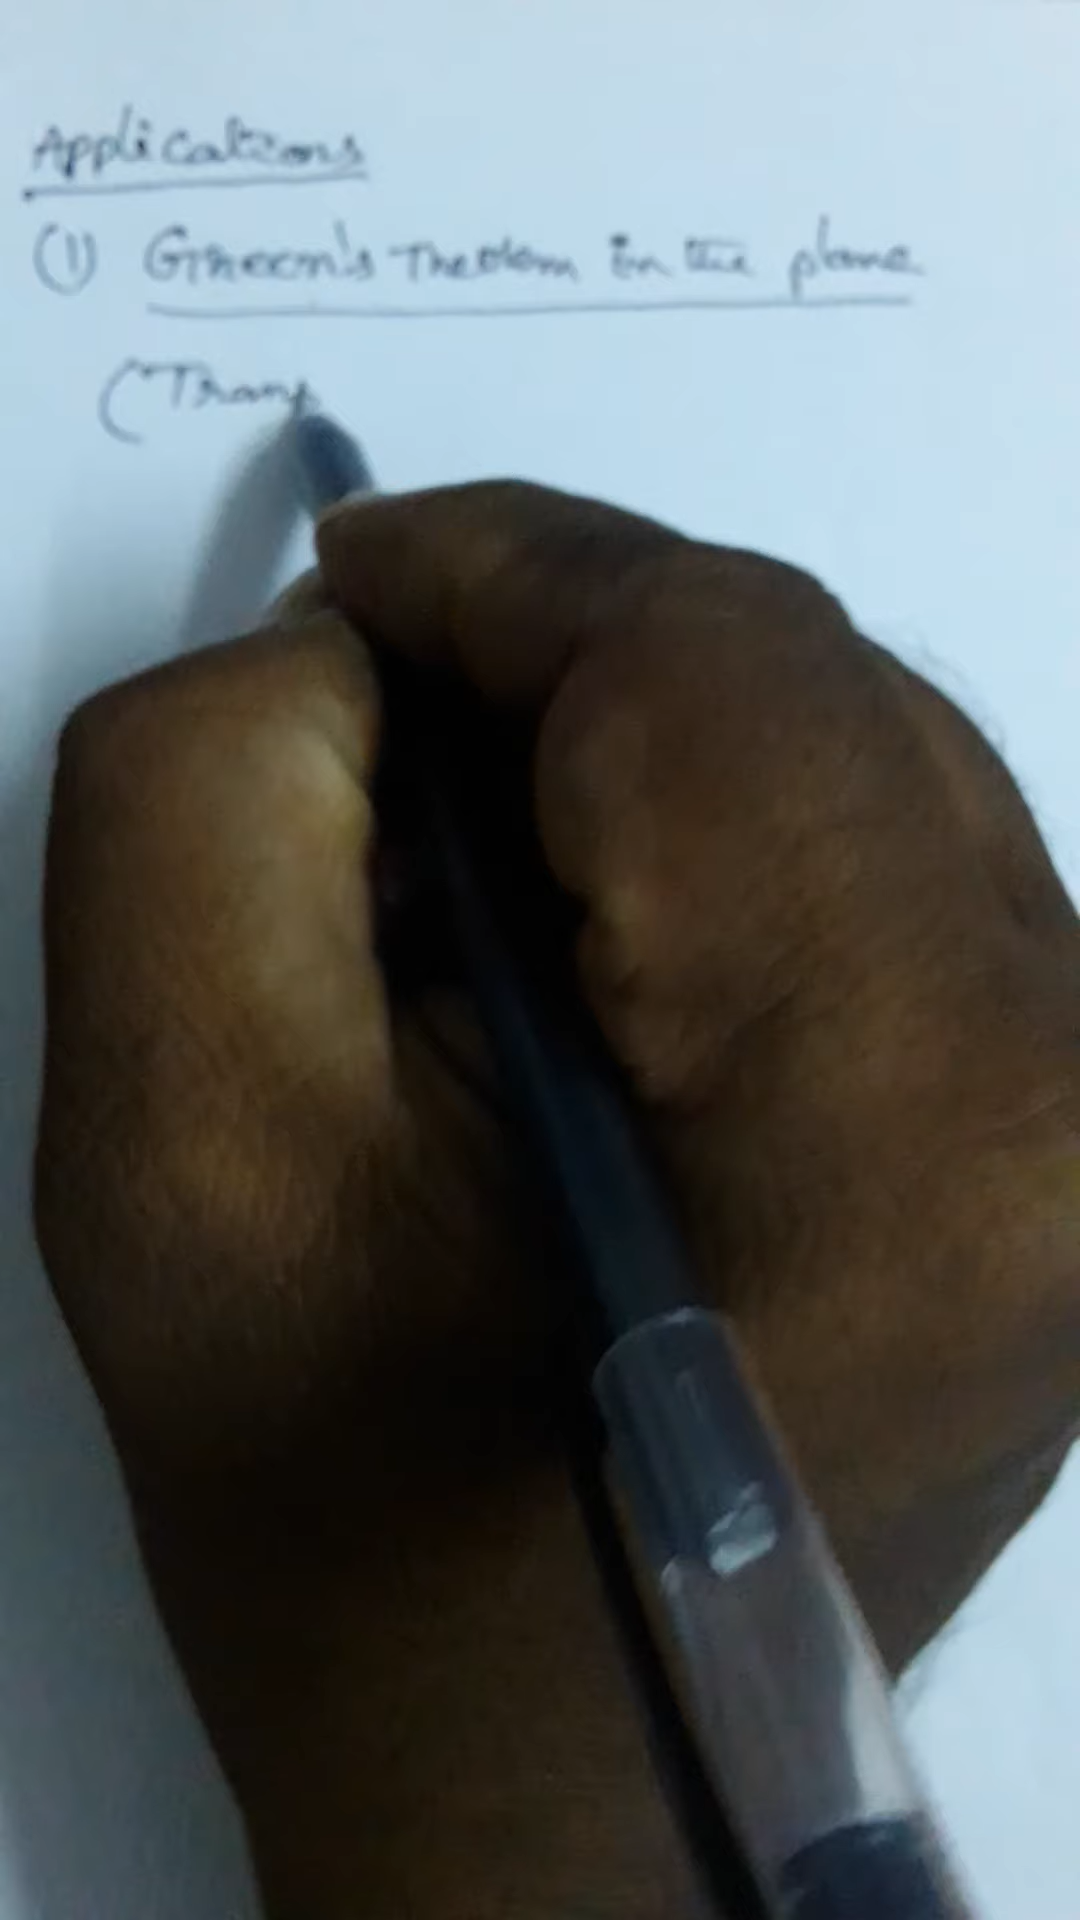 Applications
(1) Green's Theorem in the plane
(Trans